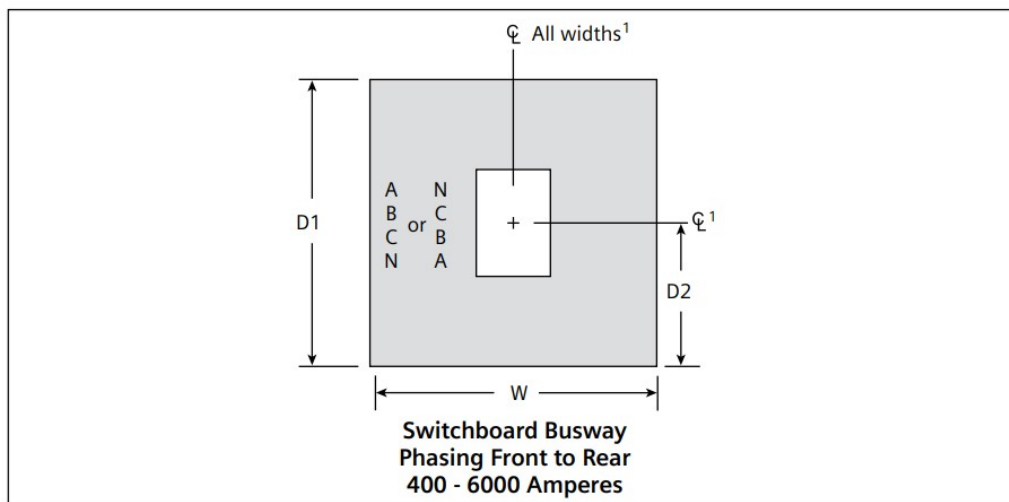 ℄ All widths¹
A N
B C
or
C B
N A
D1
℄¹
D2
W
Switchboard Busway
Phasing Front to Rear
400 - 6000 Amperes